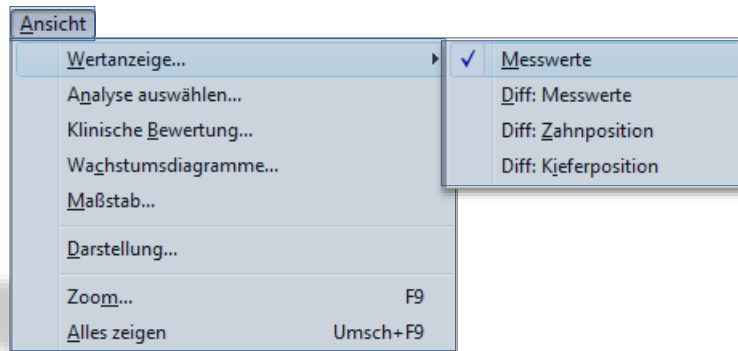 Ansicht
Wertanzeige...
Analyse auswählen...
Klinische Bewertung...
Wachstumsdiagramme...
Maßstab...
Darstellung...
Zoom... F9
Alles zeigen Umsch+F9
Messwerte
Diff: Messwerte
Diff: Zahnposition
Diff: Kieferposition